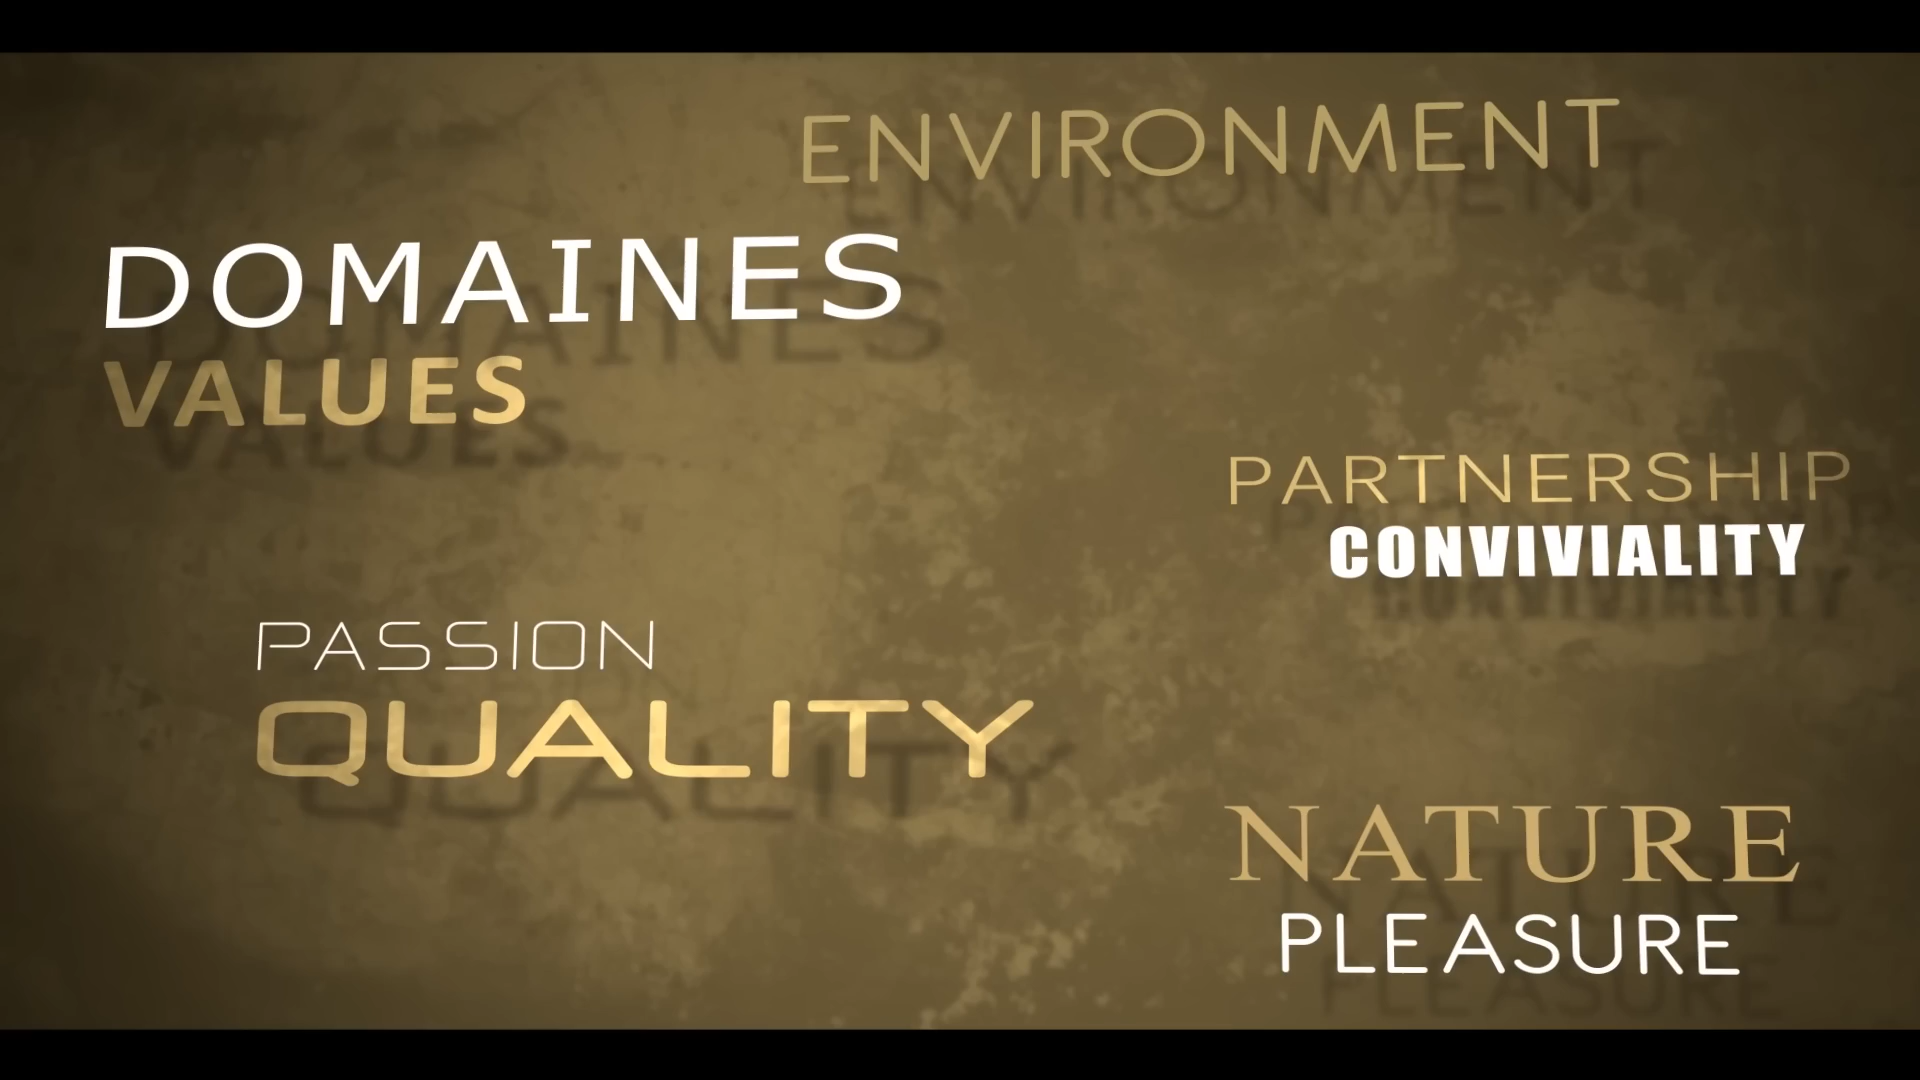 ENVIRONMENT
DOMAINES
VALUES
PARTNERSHIP
CONVIVIALITY
PASSION
QUALITY
NATURE
PLEASURE